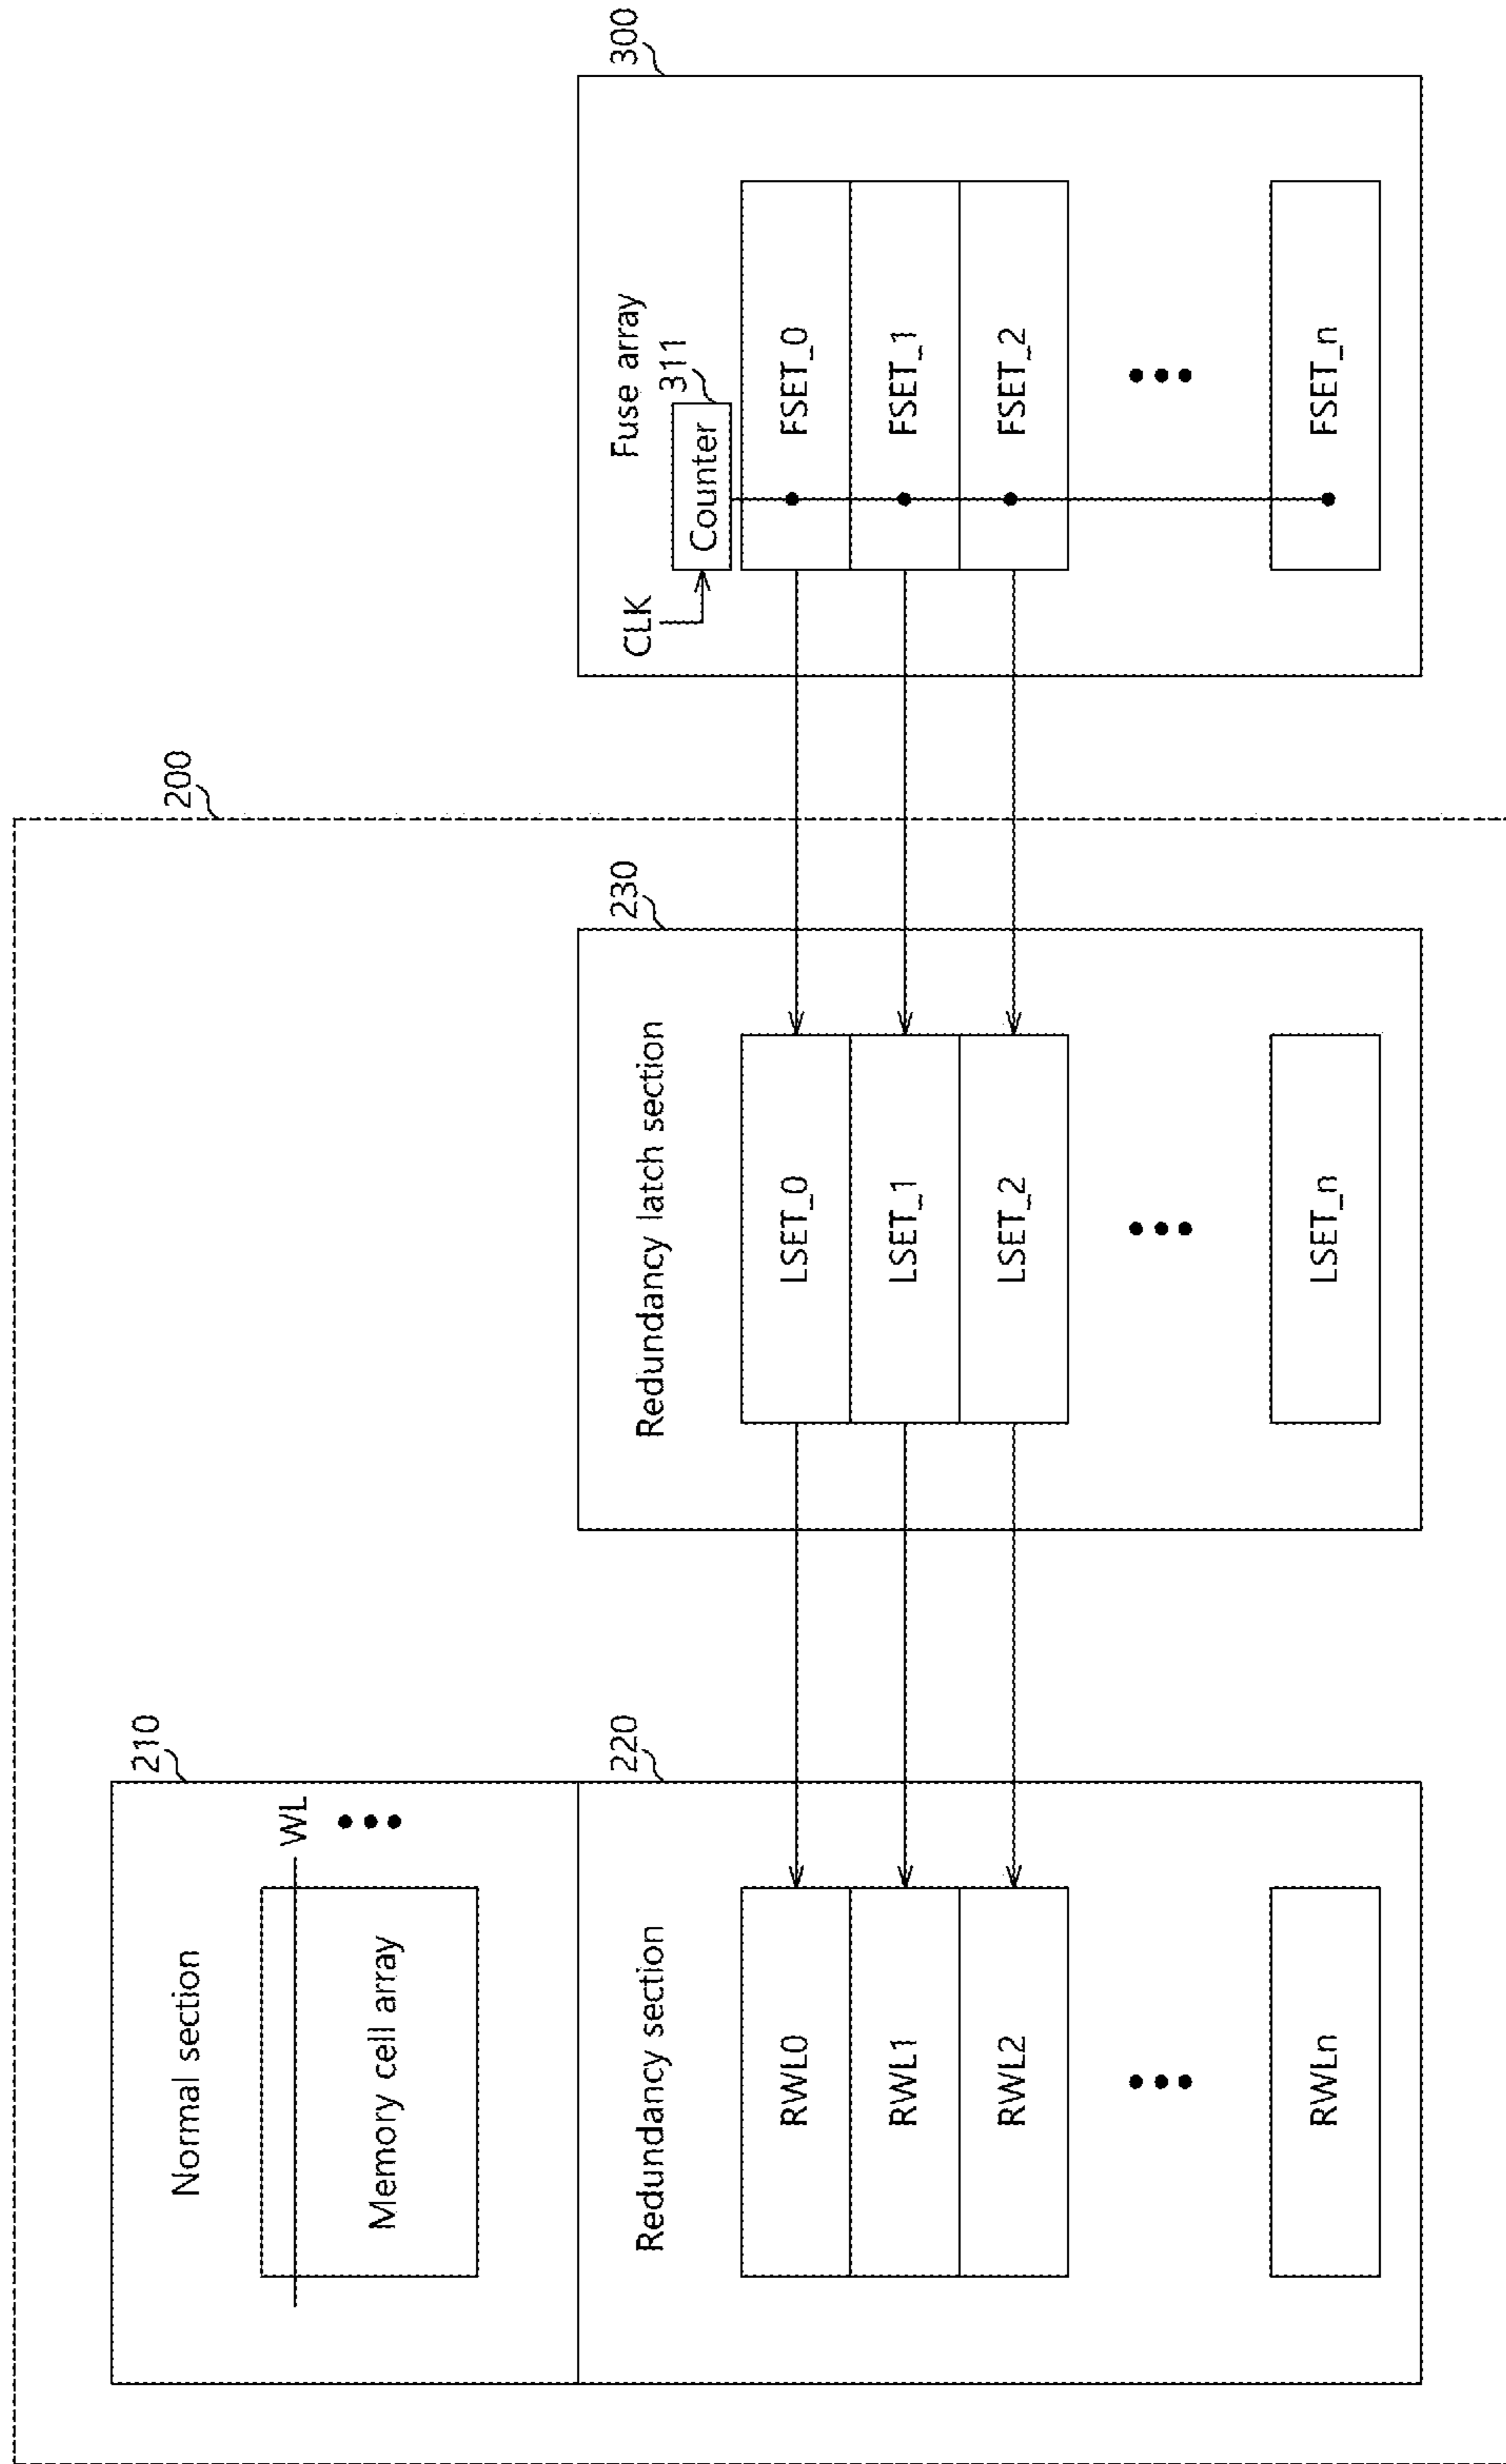 200
210
Normal section
WL
•••
Memory cell array
220
Redundancy section
RWL0
RWL1
RWL2
•••
RWLn
230
Redundancy latch section
LSET_0
LSET_1
LSET_2
•••
LSET_n
300
Fuse array
CLK
Counter
311
FSET_0
FSET_1
FSET_2
•••
FSET_n